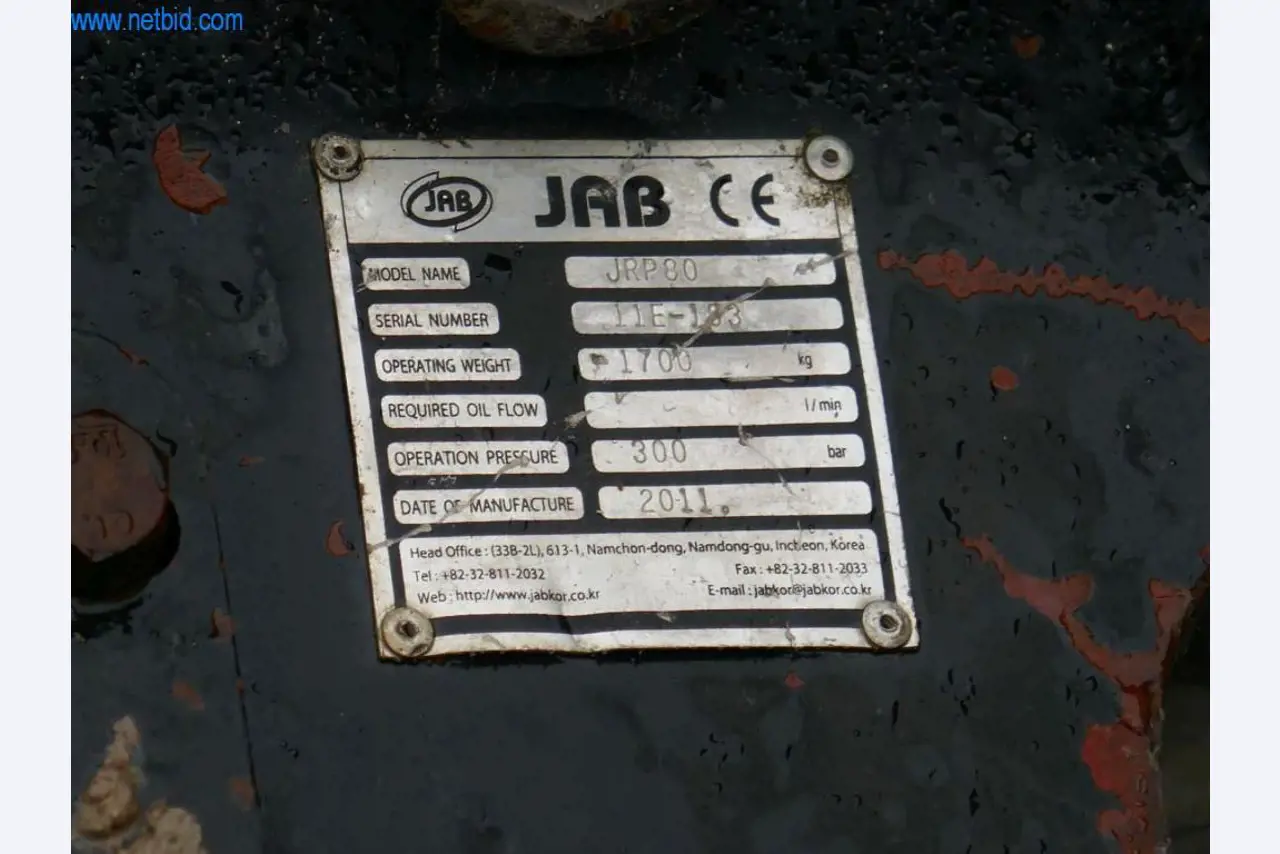 www.netbid.com
JAB JAB CE
MODEL NAME JRP80
SERIAL NUMBER 11E-183
OPERATING WEIGHT 1700 kg
REQUIRED OIL FLOW l/min
OPERATION PRESSURE 300 bar
DATE OF MANUFACTURE 2011.
Head Office : (33B-2L), 613-1, Namchon-dong, Namdong-gu, Incheon, Korea
Tel : +82-32-811-2032 Fax : +82-32-811-2033
Web : http://www.jabkor.co.kr E-mail : jabkor@jabkor.co.kr